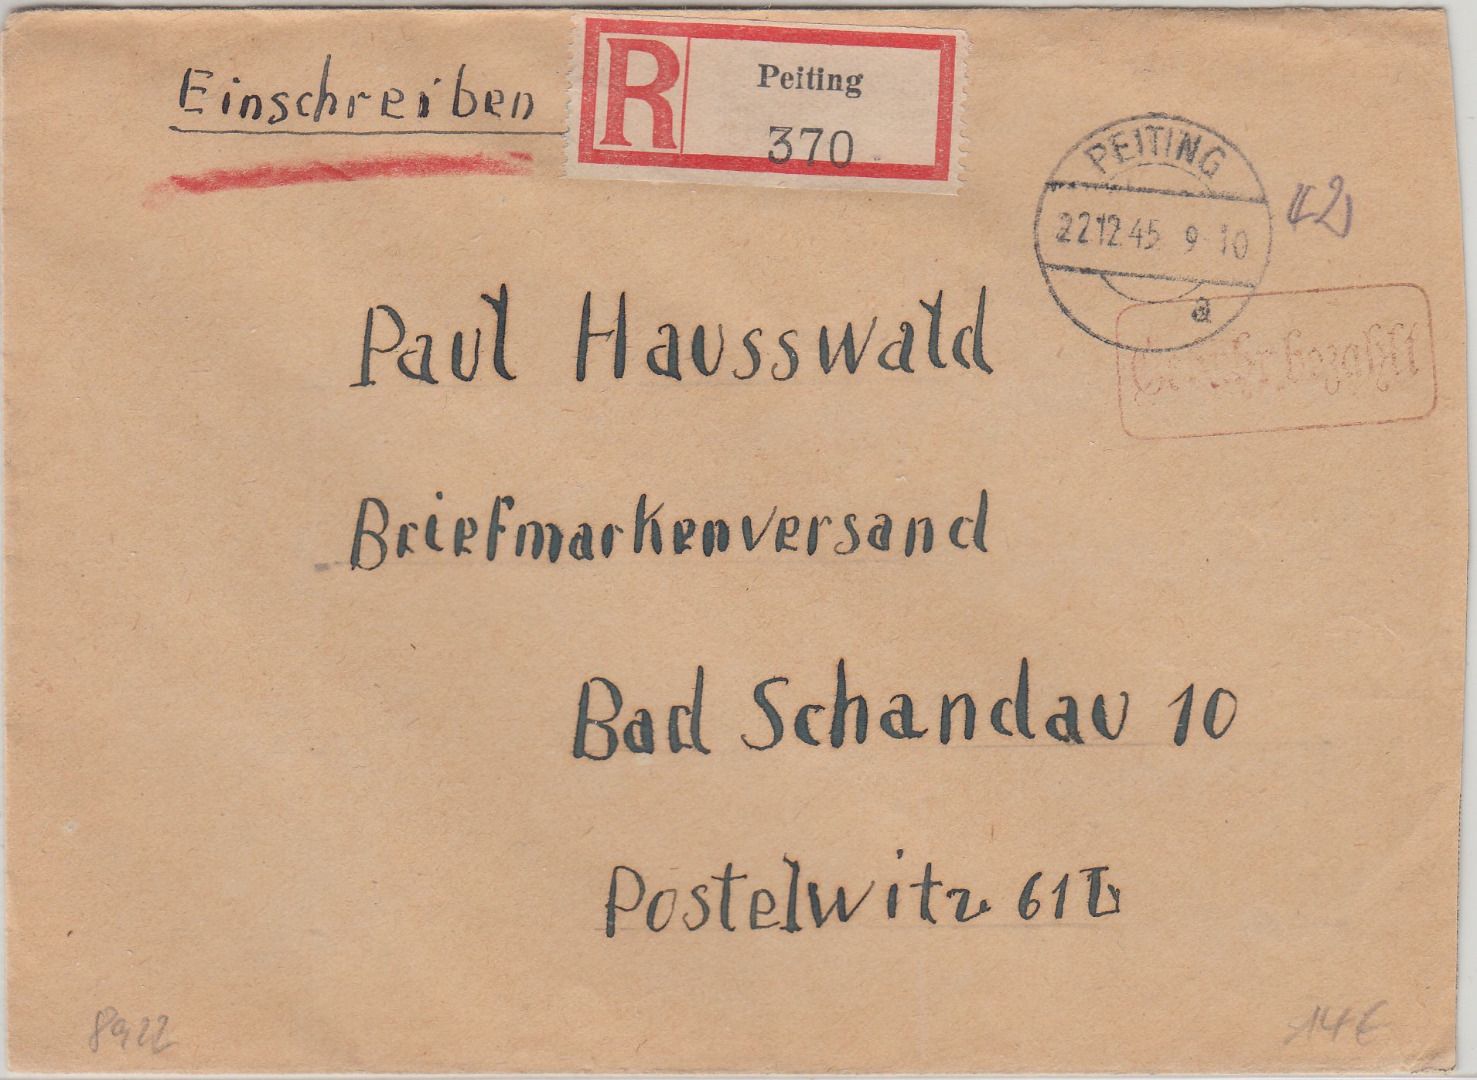 Einschreiben
R
Peiting
370
PEITING
22.12.45 9-10
a
Gebühr bezahlt
Paul Hausswald
Briefmarkenversand
Bad Schandau 10
Postelwitz 61
8922
14€